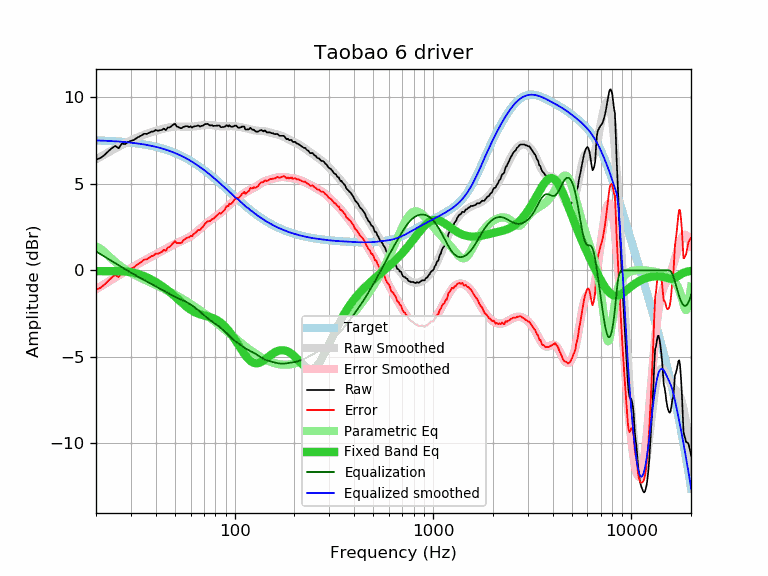 Taobao 6 driver
Amplitude (dBr)
10
5
0
−5
−10
Target
Raw Smoothed
Error Smoothed
Raw
Error
Parametric Eq
Fixed Band Eq
Equalization
Equalized smoothed
100
1000
10000
Frequency (Hz)